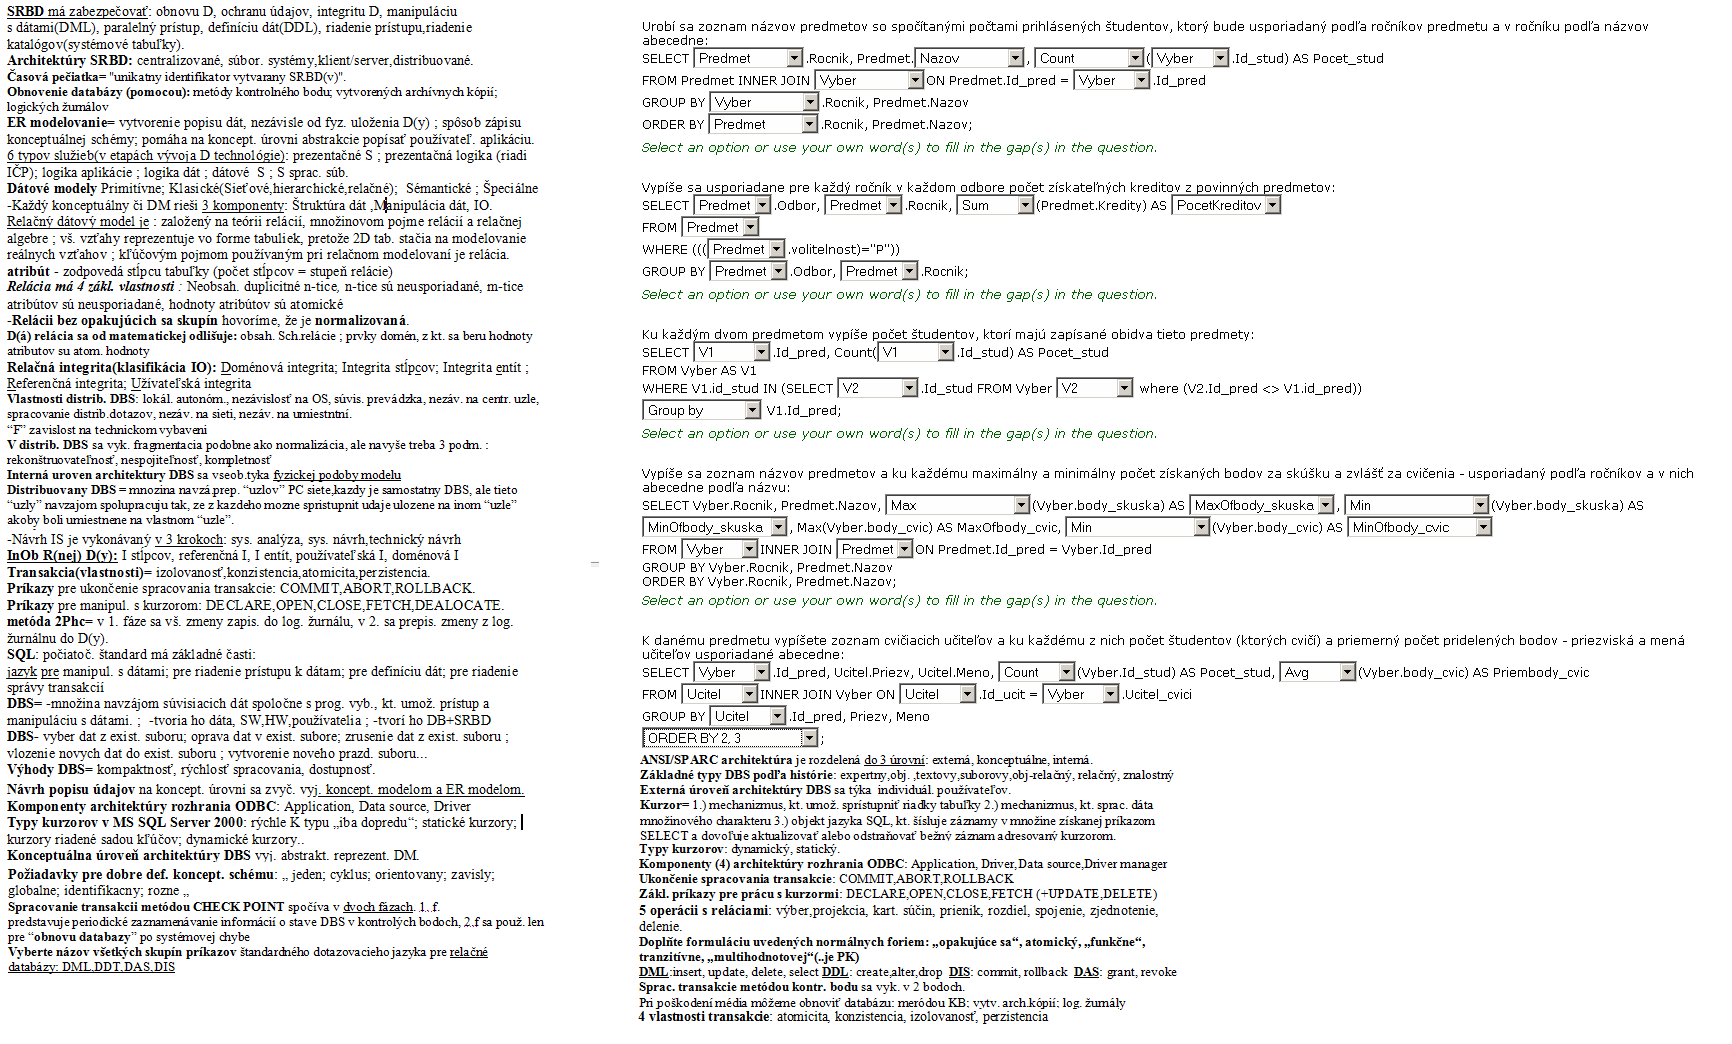 SRBD má zabezpečovať: obnovu D, ochranu údajov, integritu D, manipuláciu
s dátami(DML), paralelný prístup, definíciu dát(DDL), riadenie prístupu,riadenie
katalógov(systémové tabuľky).
Architektúry SRBD: centralizované, súbor. systémy,klient/server,distribuované.
Časová pečiatka= "unikatny identifikator vytvarany SRBD(v)".
Obnovenie databázy (pomocou): metódy kontrolného bodu; vytvorených archívnych kópií;
logických žumálov
ER modelovanie= vytvorenie popisu dát, nezávisle od fyz. uloženia D(y) ; spôsob zápisu
konceptuálnej schémy; pomáha na koncept. úrovni abstrakcie popísať používateľ. aplikáciu.
6 typov služieb(v etapách vývoja D technológie): prezentačné S ; prezentačná logika (riadi
IČP); logika aplikácie ; logika dát ; dátové  S ; S sprac. súb.
Dátové modely Primitívne; Klasické(Sieťové,hierarchické,relačné);  Sémantické ; Špeciálne
-Každý konceptuálny či DM rieši 3 komponenty: Štruktúra dát ,Manipulácia dát, IO.
Relačný dátový model je : založený na teórii relácií, množinovom pojme relácií a relačnej
algebre ; vš. vzťahy reprezentuje vo forme tabuliek, pretože 2D tab. stačia na modelovanie
reálnych vzťahov ; kľúčovým pojmom používaným pri relačnom modelovaní je relácia.
atribút - zodpovedá stĺpcu tabuľky (počet stĺpcov = stupeň relácie)
Relácia má 4 zákl. vlastnosti : Neobsah. duplicitné n-tice, n-tice sú neusporiadané, m-tice
atribútov sú neusporiadané, hodnoty atribútov sú atomické
-Relácii bez opakujúcich sa skupín hovoríme, že je normalizovaná.
D(á) relácia sa od matematickej odlišuje: obsah. Sch.relácie ; prvky domén, z kt. sa beru hodnoty
atributov su atom. hodnoty
Relačná integrita(klasifikácia IO): Doménová integrita; Integrita stĺpcov; Integrita entít ;
Referenčná integrita; Užívateľská integrita
Vlastnosti distrib. DBS: lokál. autonóm., nezávislosť na OS, súvis. prevádzka, nezáv. na centr. uzle,
spracovanie distrib.dotazov, nezáv. na sieti, nezáv. na umiestntní.
“F” zavislost na technickom vybaveni
V distrib. DBS sa vyk. fragmentacia podobne ako normalizácia, ale navyše treba 3 podm. :
rekonštruovateľnosť, nespojiteľnosť, kompletnosť
Interná uroven architektury DBS sa vseob.tyka fyzickej podoby modelu
Distribuovany DBS = mnozina navzá.prep. “uzlov” PC siete,kazdy je samostatny DBS, ale tieto
“uzly” navzajom spolupracuju tak, ze z kazdeho mozne spristupnit udaje ulozene na inom “uzle”
akoby boli umiestnene na vlastnom “uzle”.
-Návrh IS je vykonávaný v 3 krokoch: sys. analýza, sys. návrh,technický návrh
InOb R(nej) D(y): I stlpcov, referenčná I, I entít, používateľská I, doménová I
Transakcia(vlastnosti)= izolovanosť,konzistencia,atomicita,perzistencia.
Príkazy pre ukončenie spracovania transakcie: COMMIT,ABORT,ROLLBACK.
Príkazy pre manipul. s kurzorom: DECLARE,OPEN,CLOSE,FETCH,DEALOCATE.
metóda 2Phc= v 1. fáze sa vš. zmeny zapis. do log. žurnálu, v 2. sa prepis. zmeny z log.
žurnálnu do D(y).
SQL: počiatoč. štandard má základné časti:
jazyk pre manipul. s dátami; pre riadenie prístupu k dátam; pre definíciu dát; pre riadenie
správy transakcií
DBS= -množina navzájom súvisiacich dát spoločne s prog. vyb., kt. umož. prístup a
manipuláciu s dátami. ;  -tvoria ho dáta, SW,HW,používatelia ; -tvorí ho DB+SRBD
DBS- vyber dat z exist. suboru; oprava dat v exist. subore; zrusenie dat z exist. suboru ;
vlozenie novych dat do exist. suboru ; vytvorenie noveho prazd. suboru...
Výhody DBS= kompaktnosť, rýchlosť spracovania, dostupnosť.
Návrh popisu údajov na koncept. úrovni sa zvyč. vyj. koncept. modelom a ER modelom.
Komponenty architektúry rozhrania ODBC: Application, Data source, Driver
Typy kurzorov v MS SQL Server 2000: rýchle K typu „iba dopredu“; statické kurzory;
kurzory riadené sadou kľúčov; dynamické kurzory..
Konceptuálna úroveň architektúry DBS vyj. abstrakt. reprezent. DM.
Požiadavky pre dobre def. koncept. schému: „ jeden; cyklus; orientovany; zavisly;
globalne; identifikacny; rozne „
Spracovanie transakcii metódou CHECK POINT spočíva v dvoch fázach. 1. f.
predstavuje periodické zaznamenávanie informácií o stave DBS v kontrolých bodoch, 2.f sa použ. len
pre “obnovu databazy” po systémovej chybe
Vyberte názov všetkých skupín príkazov štandardného dotazovacieho jazyka pre relačné
databázy: DML,DDT,DAS,DIS
Urobí sa zoznam názvov predmetov so spočítanými počtami prihlásených študentov, ktorý bude usporiadaný podľa ročníkov predmetu a v ročníku podľa názvov
abecedne:
SELECT Predmet .Rocnik, Predmet. Nazov , Count ( Vyber .Id_stud) AS Pocet_stud
FROM Predmet INNER JOIN Vyber ON Predmet.Id_pred = Vyber .Id_pred
GROUP BY Vyber .Rocnik, Predmet.Nazov
ORDER BY Predmet .Rocnik, Predmet.Nazov;
Select an option or use your own word(s) to fill in the gap(s) in the question.
Vypíše sa usporiadane pre každý ročník v každom odbore počet získateľných kreditov z povinných predmetov:
SELECT Predmet .Odbor, Predmet .Rocnik, Sum (Predmet.Kredity) AS PocetKreditov
FROM Predmet
WHERE ((( Predmet .volitelnost)="P"))
GROUP BY Predmet .Odbor, Predmet .Rocnik;
Select an option or use your own word(s) to fill in the gap(s) in the question.
Ku každým dvom predmetom vypíše počet študentov, ktorí majú zapísané obidva tieto predmety:
SELECT V1 .Id_pred, Count( V1 .Id_stud) AS Pocet_stud
FROM Vyber AS V1
WHERE V1.id_stud IN (SELECT V2 .Id_stud FROM Vyber V2 where (V2.Id_pred <> V1.id_pred))
Group by V1.Id_pred;
Select an option or use your own word(s) to fill in the gap(s) in the question.
Vypíše sa zoznam názvov predmetov a ku každému maximálny a minimálny počet získaných bodov za skúšku a zvlášť za cvičenia - usporiadaný podľa ročníkov a v nich
abecedne podľa názvu:
SELECT Vyber.Rocnik, Predmet.Nazov, Max (Vyber.body_skuska) AS MaxOfbody_skuska , Min (Vyber.body_skuska) AS
MinOfbody_skuska , Max(Vyber.body_cvic) AS MaxOfbody_cvic, Min (Vyber.body_cvic) AS MinOfbody_cvic
FROM Vyber INNER JOIN Predmet ON Predmet.Id_pred = Vyber.Id_pred
GROUP BY Vyber.Rocnik, Predmet.Nazov
ORDER BY Vyber.Rocnik, Predmet.Nazov;
Select an option or use your own word(s) to fill in the gap(s) in the question.
K danému predmetu vypíšete zoznam cvičiacich učiteľov a ku každému z nich počet študentov (ktorých cvičí) a priemerný počet pridelených bodov - priezviská a mená
učiteľov usporiadané abecedne:
SELECT Vyber .Id_pred, Ucitel.Priezv, Ucitel.Meno, Count (Vyber.Id_stud) AS Pocet_stud, Avg (Vyber.body_cvic) AS Priembody_cvic
FROM Ucitel INNER JOIN Vyber ON Ucitel .Id_ucit = Vyber .Ucitel_cvici
GROUP BY Ucitel .Id_pred, Priezv, Meno
ORDER BY 2, 3 ;
ANSI/SPARC architektúra je rozdelená do 3 úrovní: externá, konceptuálne, interná.
Základné typy DBS podľa histórie: expertny,obj. ,textovy,suborovy,obj-relačný, relačný, znalostný
Externá úroveň architektúry DBS sa týka  individuál. používateľov.
Kurzor= 1.) mechanizmus, kt. umož. sprístupniť riadky tabuľky 2.) mechanizmus, kt. sprac. dáta
množinového charakteru 3.) objekt jazyka SQL, kt. šísluje záznamy v množine získanej príkazom
SELECT a dovoľuje aktualizovať alebo odstraňovať bežný záznam adresovaný kurzorom.
Typy kurzorov: dynamický, statický.
Komponenty (4) architektúry rozhrania ODBC: Application, Driver,Data source,Driver manager
Ukončenie spracovania transakcie: COMMIT,ABORT,ROLLBACK
Zákl. príkazy pre prácu s kurzormi: DECLARE,OPEN,CLOSE,FETCH (+UPDATE,DELETE)
5 operácii s reláciami: výber,projekcia, kart. súčin, prienik, rozdiel, spojenie, zjednotenie,
delenie.
Doplňte formuláciu uvedených normálnych foriem: „opakujúce sa“, atomický, „funkčne“,
tranzitívne, „multihodnotovej“(..je PK)
DML:insert, update, delete, select DDL: create,alter,drop  DIS: commit, rollback  DAS: grant, revoke
Sprac. transakcie metódou kontr. bodu sa vyk. v 2 bodoch.
Pri poškodení média môžeme obnoviť databázu: meródou KB; vytv. arch.kópií; log. žumály
4 vlastnosti transakcie: atomicita, konzistencia, izolovanosť, perzistencia